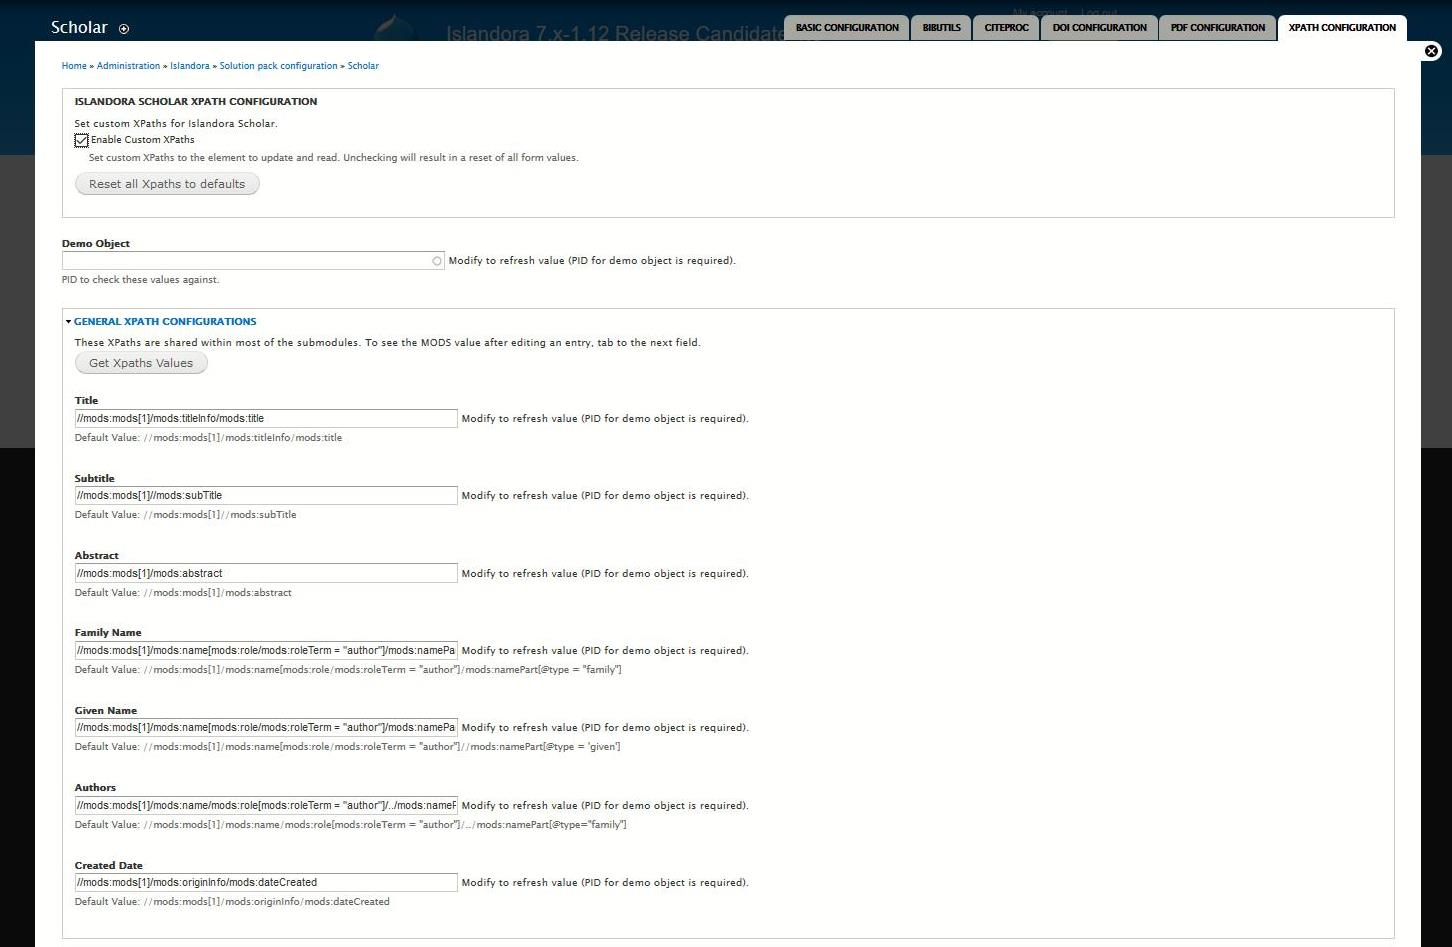 My account Log out
Scholar
Islandora 7.x-1.12 Release Candidate
BASIC CONFIGURATION
BIBUTILS
CITEPROC
DOI CONFIGURATION
PDF CONFIGURATION
XPATH CONFIGURATION
Home » Administration » Islandora » Solution pack configuration » Scholar
ISLANDORA SCHOLAR XPATH CONFIGURATION
Set custom XPaths for Islandora Scholar.
Enable Custom XPaths
Set custom XPaths to the element to update and read. Unchecking will result in a reset of all form values.
Reset all Xpaths to defaults
Demo Object
Modify to refresh value (PID for demo object is required).
PID to check these values against.
GENERAL XPATH CONFIGURATIONS
These XPaths are shared within most of the submodules. To see the MODS value after editing an entry, tab to the next field.
Get Xpaths Values
Title
//mods:mods[1]/mods:titleInfo/mods:title Modify to refresh value (PID for demo object is required).
Default Value: //mods:mods[1]/mods:titleInfo/mods:title
Subtitle
//mods:mods[1]//mods:subTitle Modify to refresh value (PID for demo object is required).
Default Value: //mods:mods[1]//mods:subTitle
Abstract
//mods:mods[1]/mods:abstract Modify to refresh value (PID for demo object is required).
Default Value: //mods:mods[1]/mods:abstract
Family Name
//mods:mods[1]/mods:name[mods:role/mods:roleTerm = "author"]/mods:namePa Modify to refresh value (PID for demo object is required).
Default Value: //mods:mods[1]/mods:name[mods:role/mods:roleTerm = "author"]/mods:namePart[@type = "family"]
Given Name
//mods:mods[1]/mods:name[mods:role/mods:roleTerm = "author"]/mods:namePa Modify to refresh value (PID for demo object is required).
Default Value: //mods:mods[1]/mods:name[mods:role/mods:roleTerm = "author"]//mods:namePart[@type = 'given']
Authors
//mods:mods[1]/mods:name/mods:role[mods:roleTerm = "author"]/../mods:nameP Modify to refresh value (PID for demo object is required).
Default Value: //mods:mods[1]/mods:name/mods:role[mods:roleTerm = "author"]/../mods:namePart[@type="family"]
Created Date
//mods:mods[1]/mods:originInfo/mods:dateCreated Modify to refresh value (PID for demo object is required).
Default Value: //mods:mods[1]/mods:originInfo/mods:dateCreated